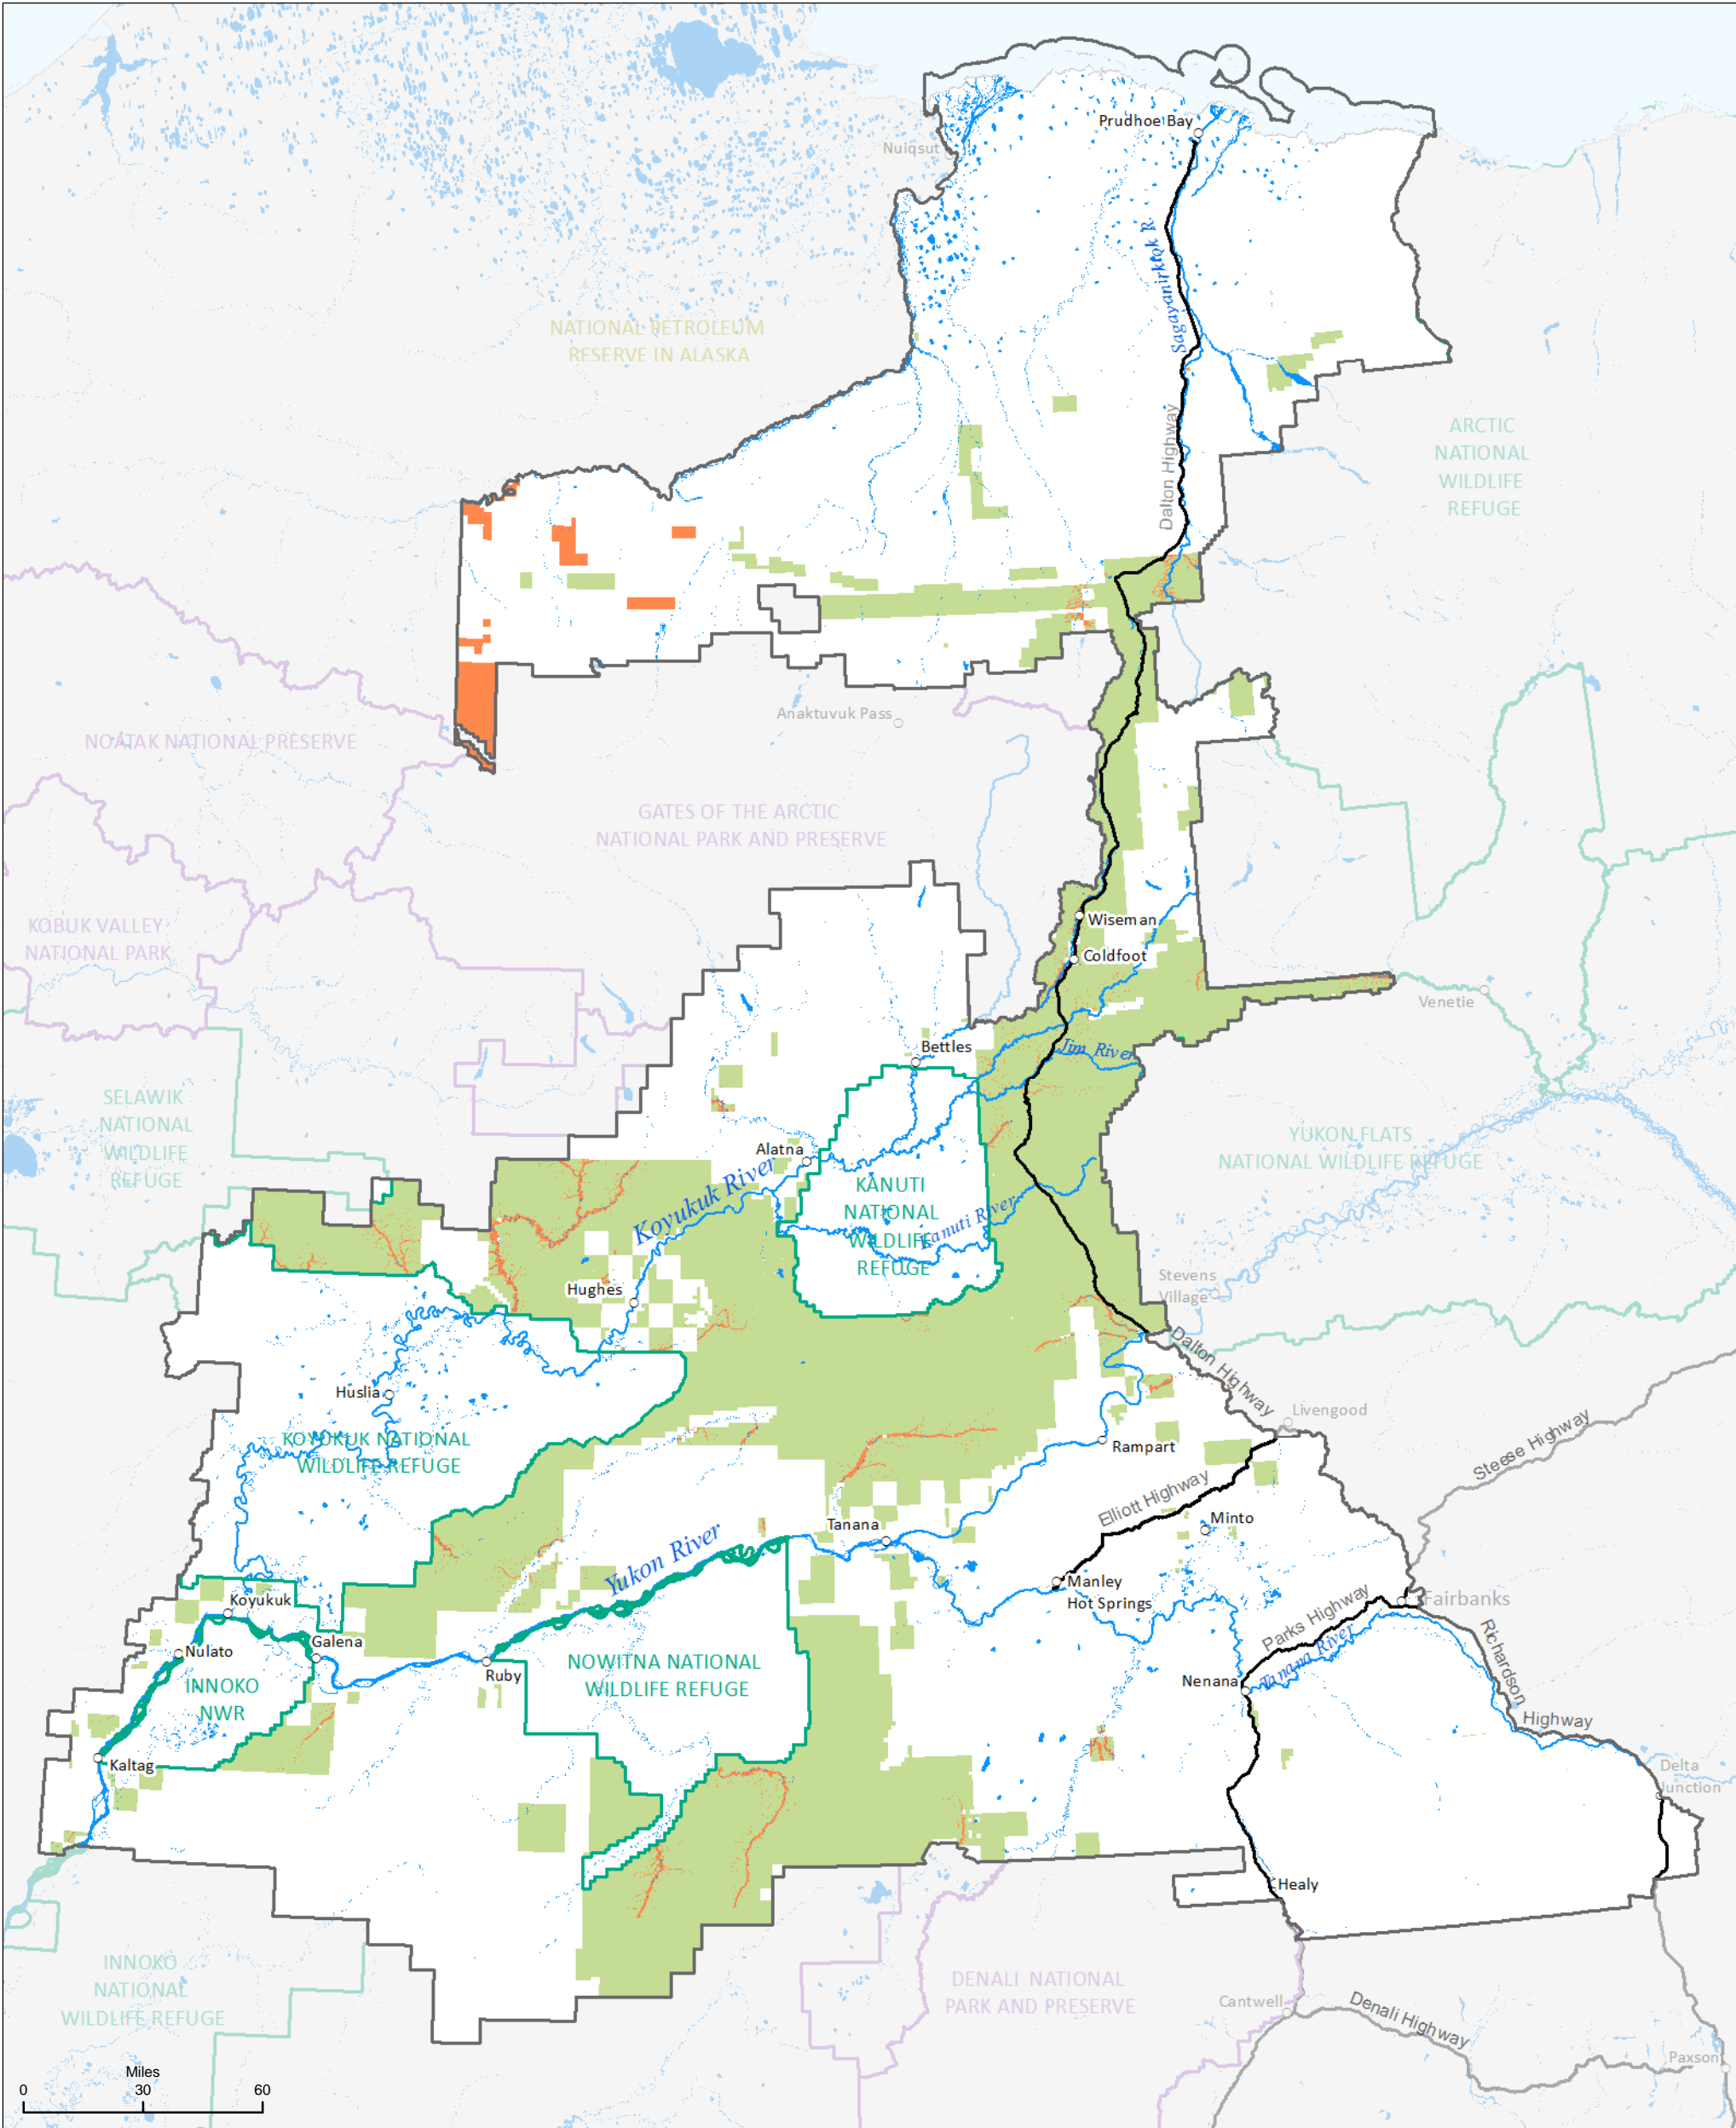 Prudhoe Bay
Nuiqsut
Sagavanirktok R.
NATIONAL PETROLEUM
RESERVE IN ALASKA
Dalton Highway
ARCTIC
NATIONAL
WILDLIFE
REFUGE
Anaktuvuk Pass
NOATAK NATIONAL PRESERVE
GATES OF THE ARCTIC
NATIONAL PARK AND PRESERVE
KOBUK VALLEY
NATIONAL PARK
Wiseman
Coldfoot
Venetie
Bettles
Jim River
SELAWIK
NATIONAL
WILDLIFE
REFUGE
YUKON FLATS
NATIONAL WILDLIFE REFUGE
Alatna
Koyukuk River
KANUTI
NATIONAL
WILDLIFE
REFUGE
Kanuti River
Stevens
Village
Hughes
Dalton Highway
Huslia
Livengood
KOYUKUK NATIONAL
WILDLIFE REFUGE
Rampart
Steese Highway
Elliott Highway
Minto
Tanana
Yukon River
Manley
Hot Springs
Koyukuk
Fairbanks
Parks Highway
Tanana River
Richardson
Highway
Nulato
Galena
Ruby
NOWITNA NATIONAL
WILDLIFE REFUGE
INNOKO
NWR
Nenana
Kaltag
Delta
Junction
Healy
INNOKO
NATIONAL
WILDLIFE REFUGE
DENALI NATIONAL
PARK AND PRESERVE
Cantwell
Denali Highway
Paxson
Miles
0 30 60